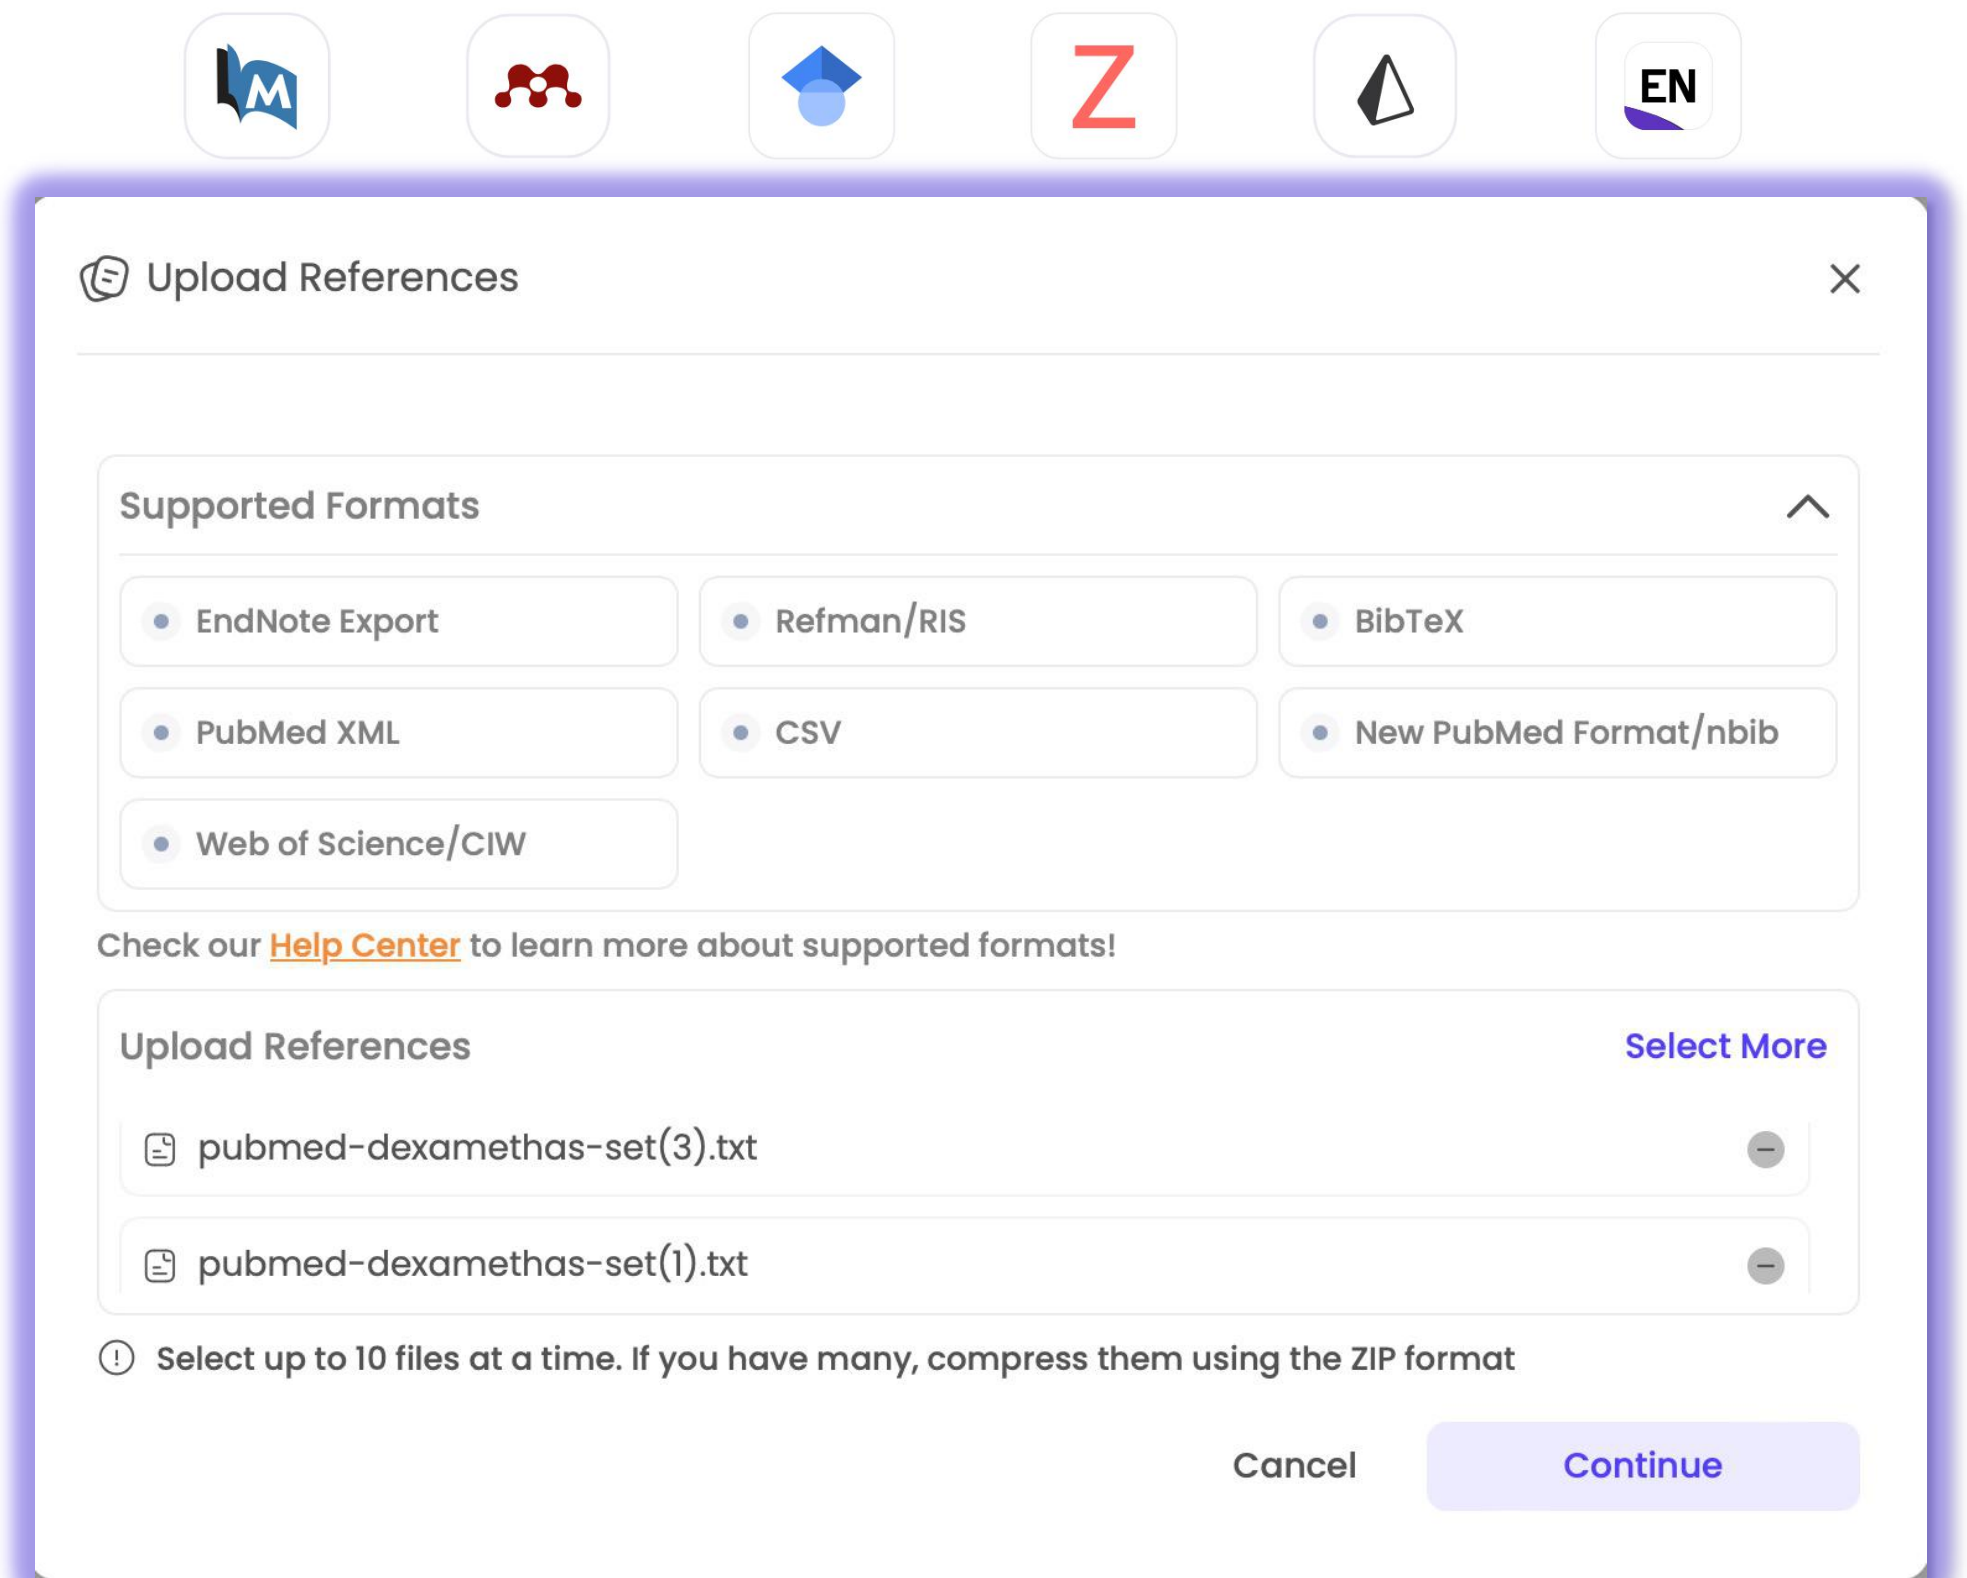 M
Z
EN
Upload References
Supported Formats
EndNote Export
Refman/RIS
BibTeX
PubMed XML
CSV
New PubMed Format/nbib
Web of Science/CIW
Check our Help Center to learn more about supported formats!
Upload References
Select More
pubmed-dexamethas-set(3).txt
pubmed-dexamethas-set(1).txt
Select up to 10 files at a time. If you have many, compress them using the ZIP format
Cancel
Continue